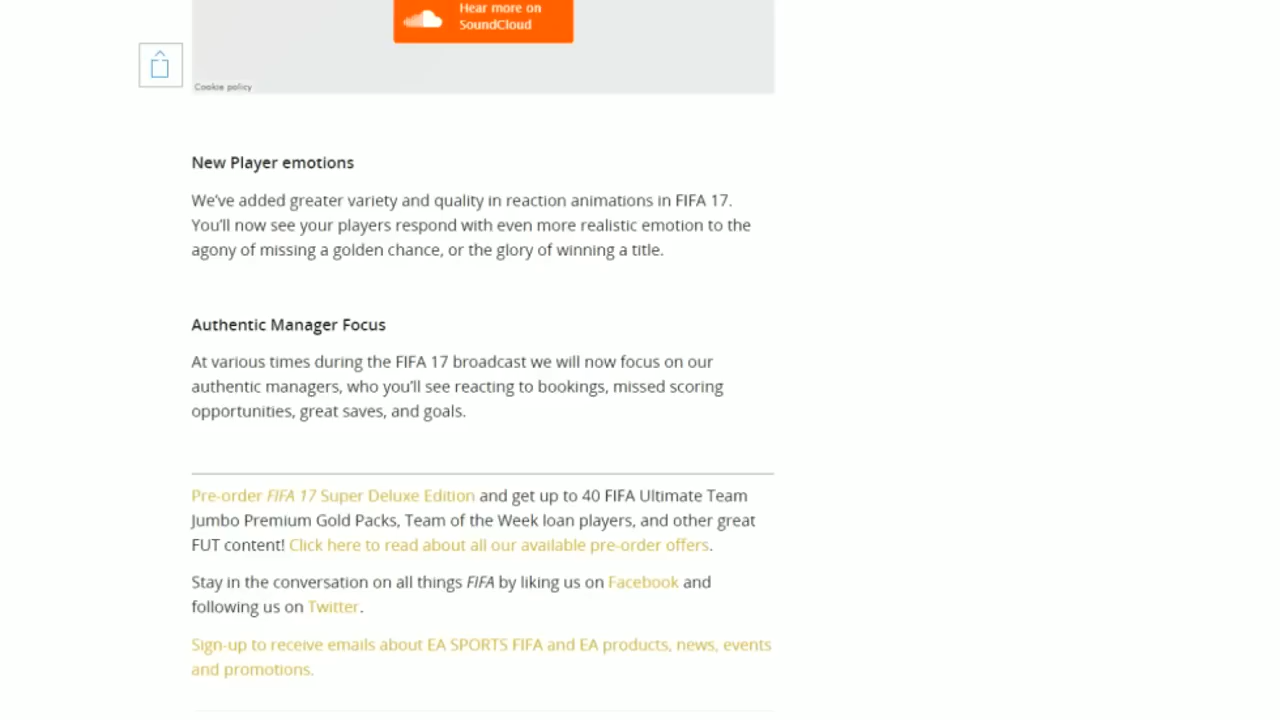 Hear more on
SoundCloud
Cookie policy
New Player emotions
We've added greater variety and quality in reaction animations in FIFA 17.
You'll now see your players respond with even more realistic emotion to the
agony of missing a golden chance, or the glory of winning a title.
Authentic Manager Focus
At various times during the FIFA 17 broadcast we will now focus on our
authentic managers, who you'll see reacting to bookings, missed scoring
opportunities, great saves, and goals.
Pre-order FIFA 17 Super Deluxe Edition and get up to 40 FIFA Ultimate Team
Jumbo Premium Gold Packs, Team of the Week loan players, and other great
FUT content! Click here to read about all our available pre-order offers.
Stay in the conversation on all things FIFA by liking us on Facebook and
following us on Twitter.
Sign-up to receive emails about EA SPORTS FIFA and EA products, news, events
and promotions.